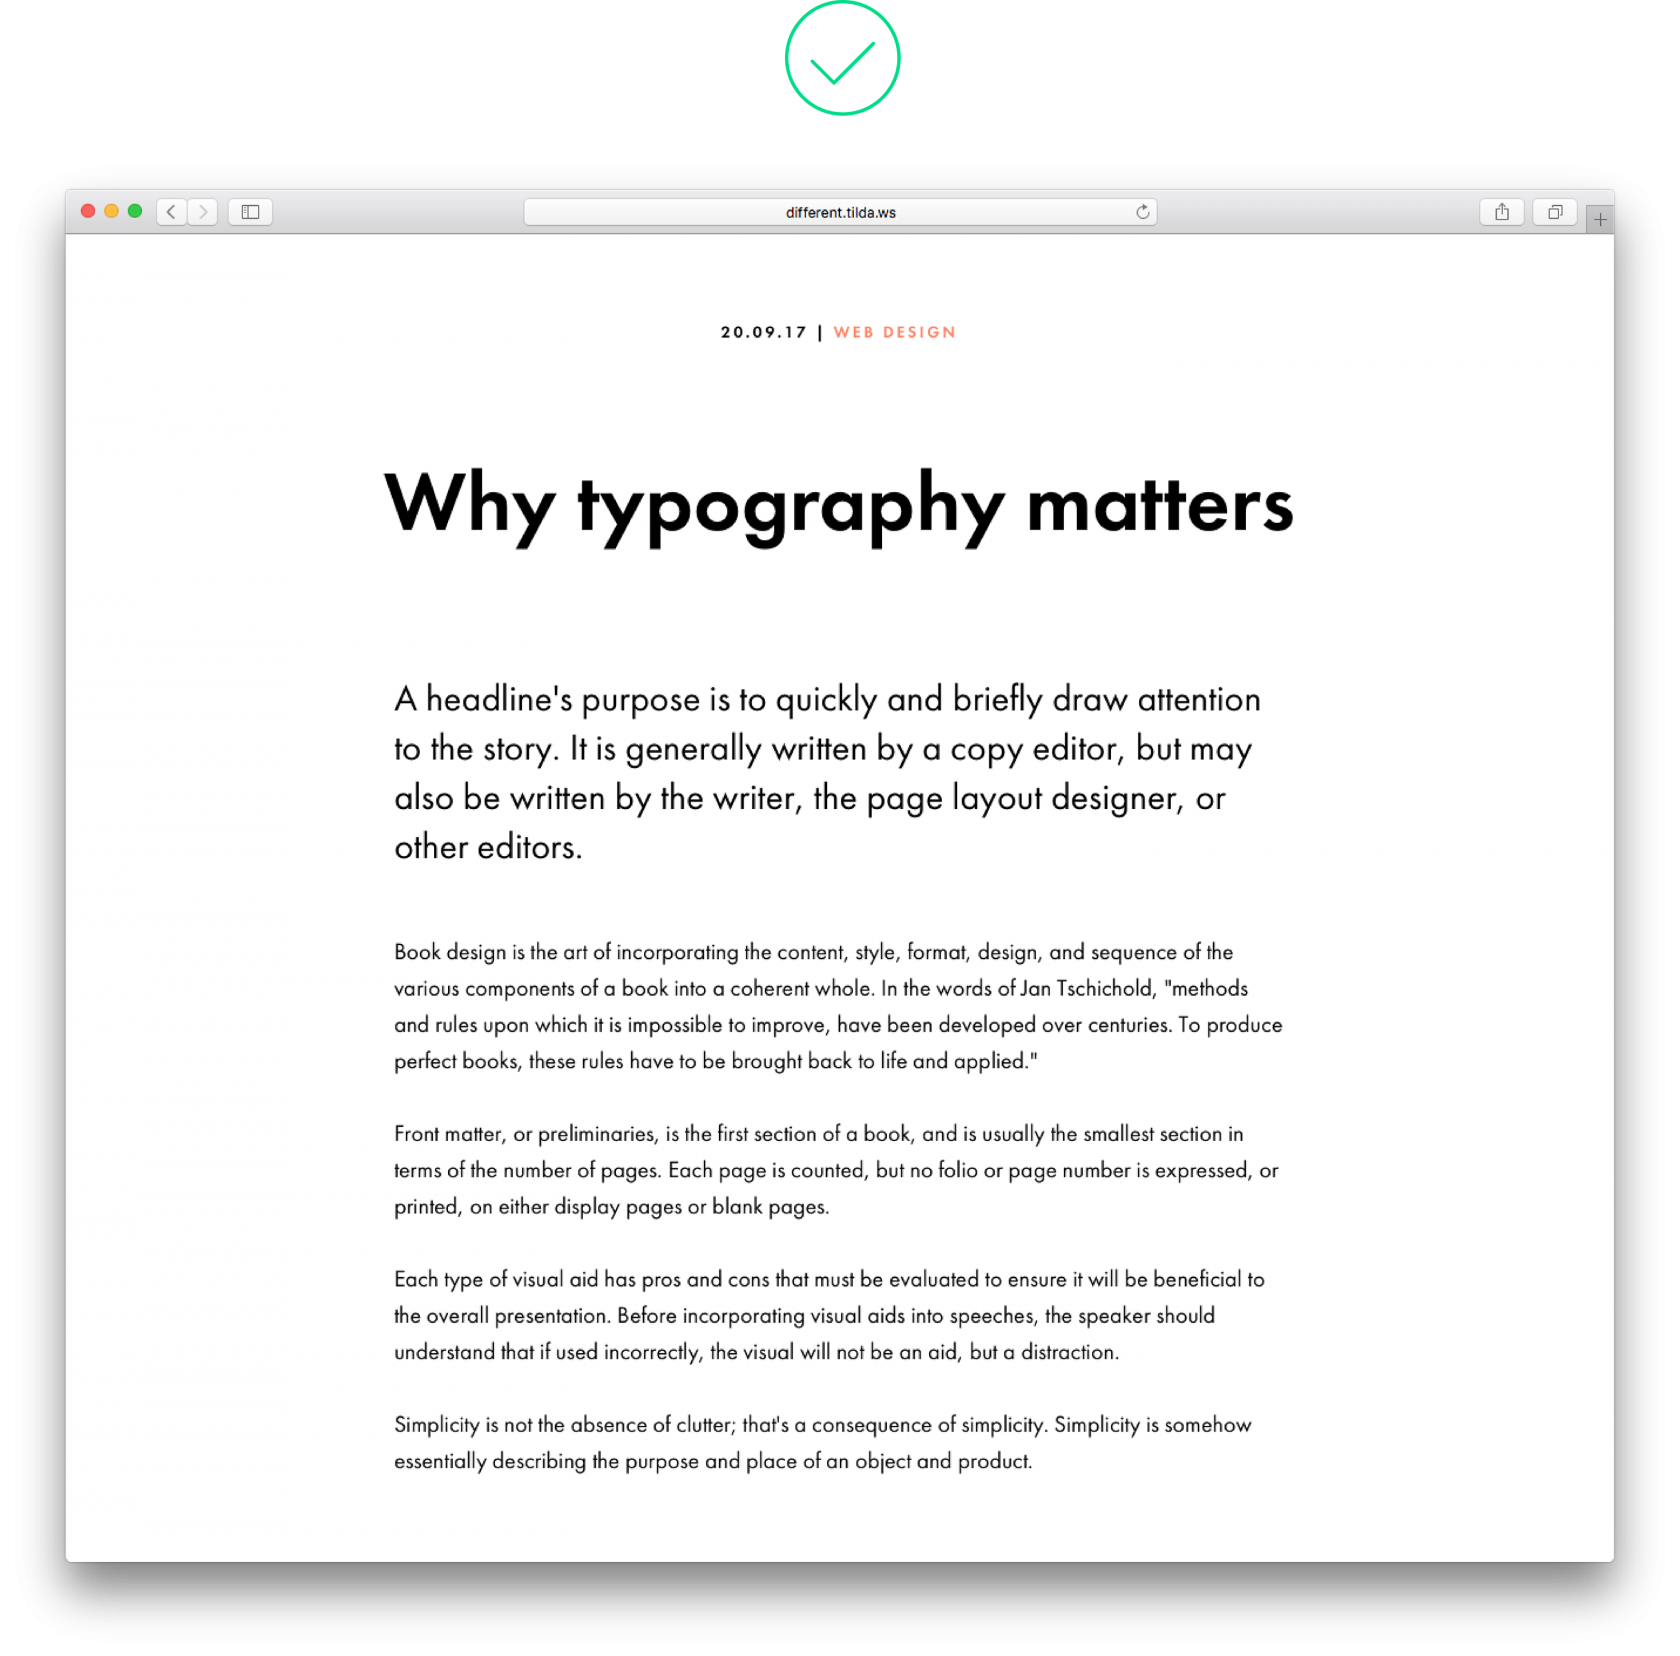 different.tilda.ws
20.09.17 | WEB DESIGN
Why typography matters
A headline's purpose is to quickly and briefly draw attention
to the story. It is generally written by a copy editor, but may
also be written by the writer, the page layout designer, or
other editors.
Book design is the art of incorporating the content, style, format, design, and sequence of the
various components of a book into a coherent whole. In the words of Jan Tschichold, "methods
and rules upon which it is impossible to improve, have been developed over centuries. To produce
perfect books, these rules have to be brought back to life and applied."
Front matter, or preliminaries, is the first section of a book, and is usually the smallest section in
terms of the number of pages. Each page is counted, but no folio or page number is expressed, or
printed, on either display pages or blank pages.
Each type of visual aid has pros and cons that must be evaluated to ensure it will be beneficial to
the overall presentation. Before incorporating visual aids into speeches, the speaker should
understand that if used incorrectly, the visual will not be an aid, but a distraction.
Simplicity is not the absence of clutter; that's a consequence of simplicity. Simplicity is somehow
essentially describing the purpose and place of an object and product.